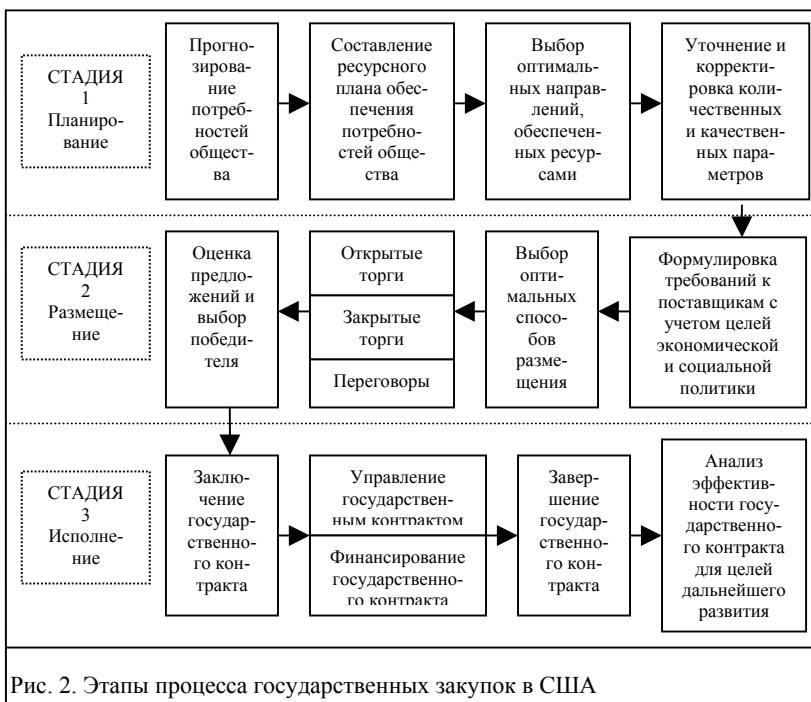 СТАДИЯ
1
Планиро-
вание
Прогно-
зирова-
ние
потреб-
ностей
общест-
ва
Составление
ресурсного
плана обес-
печения
потребно-
стей обще-
ства
Выбор
оптималь-
ных направ-
лений,
обеспечен-
ных ресур-
сами
Уточнение и
корректи-
ровка коли-
чественных
и качествен-
ных пара-
метров
СТАДИЯ
2
Размеще-
ние
Оценка
предло-
жений и
выбор
победи-
теля
Открытые
торги
Закрытые
торги
Переговоры
Выбор
опти-
мальных
спосо-
бов
разме-
щения
Формулировка
требований к
поставщикам с
учетом целей
экономической
и социальной
политики
СТАДИЯ
3
Исполне-
ние
Заклю-
чение
государ-
ственно-
го кон-
тракта
Управление
государствен-
ным контрактом
Финансирование
государственно-
го контракта
Завер-
шение
государ-
ственно-
го кон-
тракта
Анализ
эффектив-
ности госу-
дарственно-
го контракта
для целей
дальнейшего
развития
Рис. 2. Этапы процесса государственных закупок в США